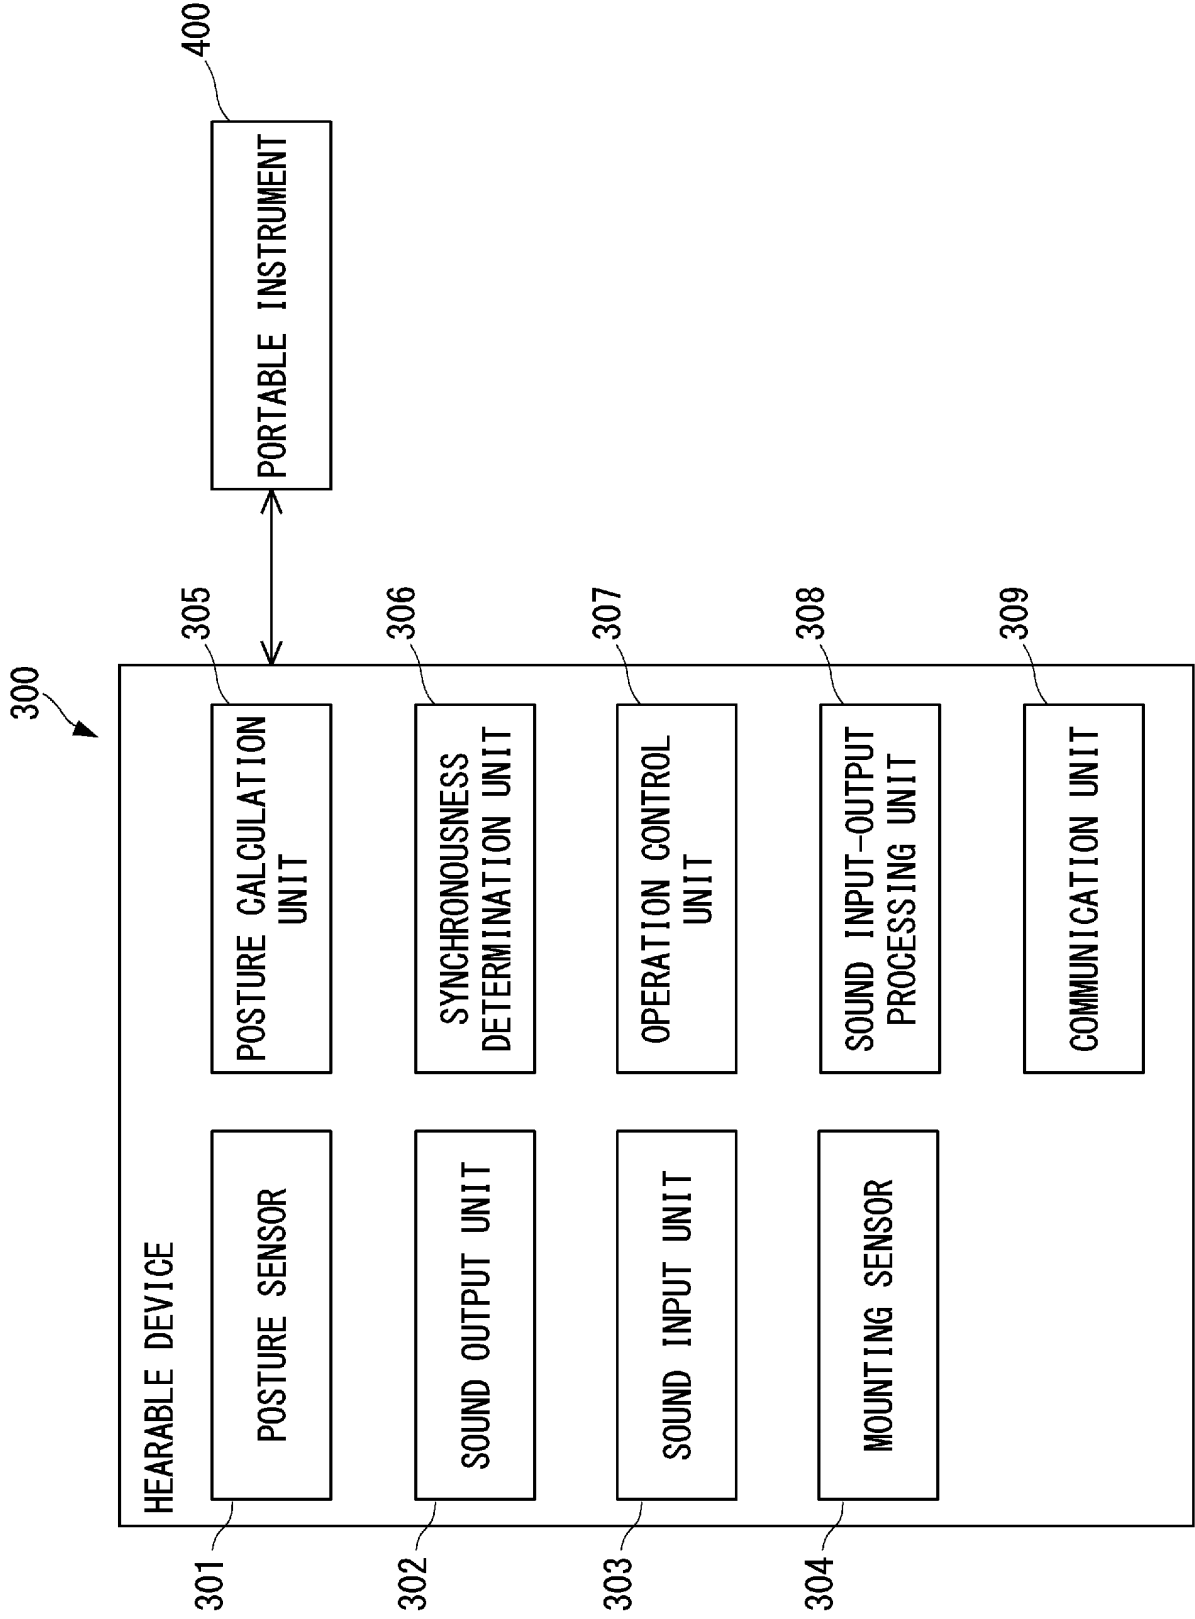 300
HEARABLE DEVICE
301
POSTURE SENSOR
305
POSTURE CALCULATION
UNIT
400
PORTABLE INSTRUMENT
302
SOUND OUTPUT UNIT
306
SYNCHRONOUSNESS
DETERMINATION UNIT
303
SOUND INPUT UNIT
307
OPERATION CONTROL
UNIT
304
MOUNTING SENSOR
308
SOUND INPUT-OUTPUT
PROCESSING UNIT
309
COMMUNICATION UNIT